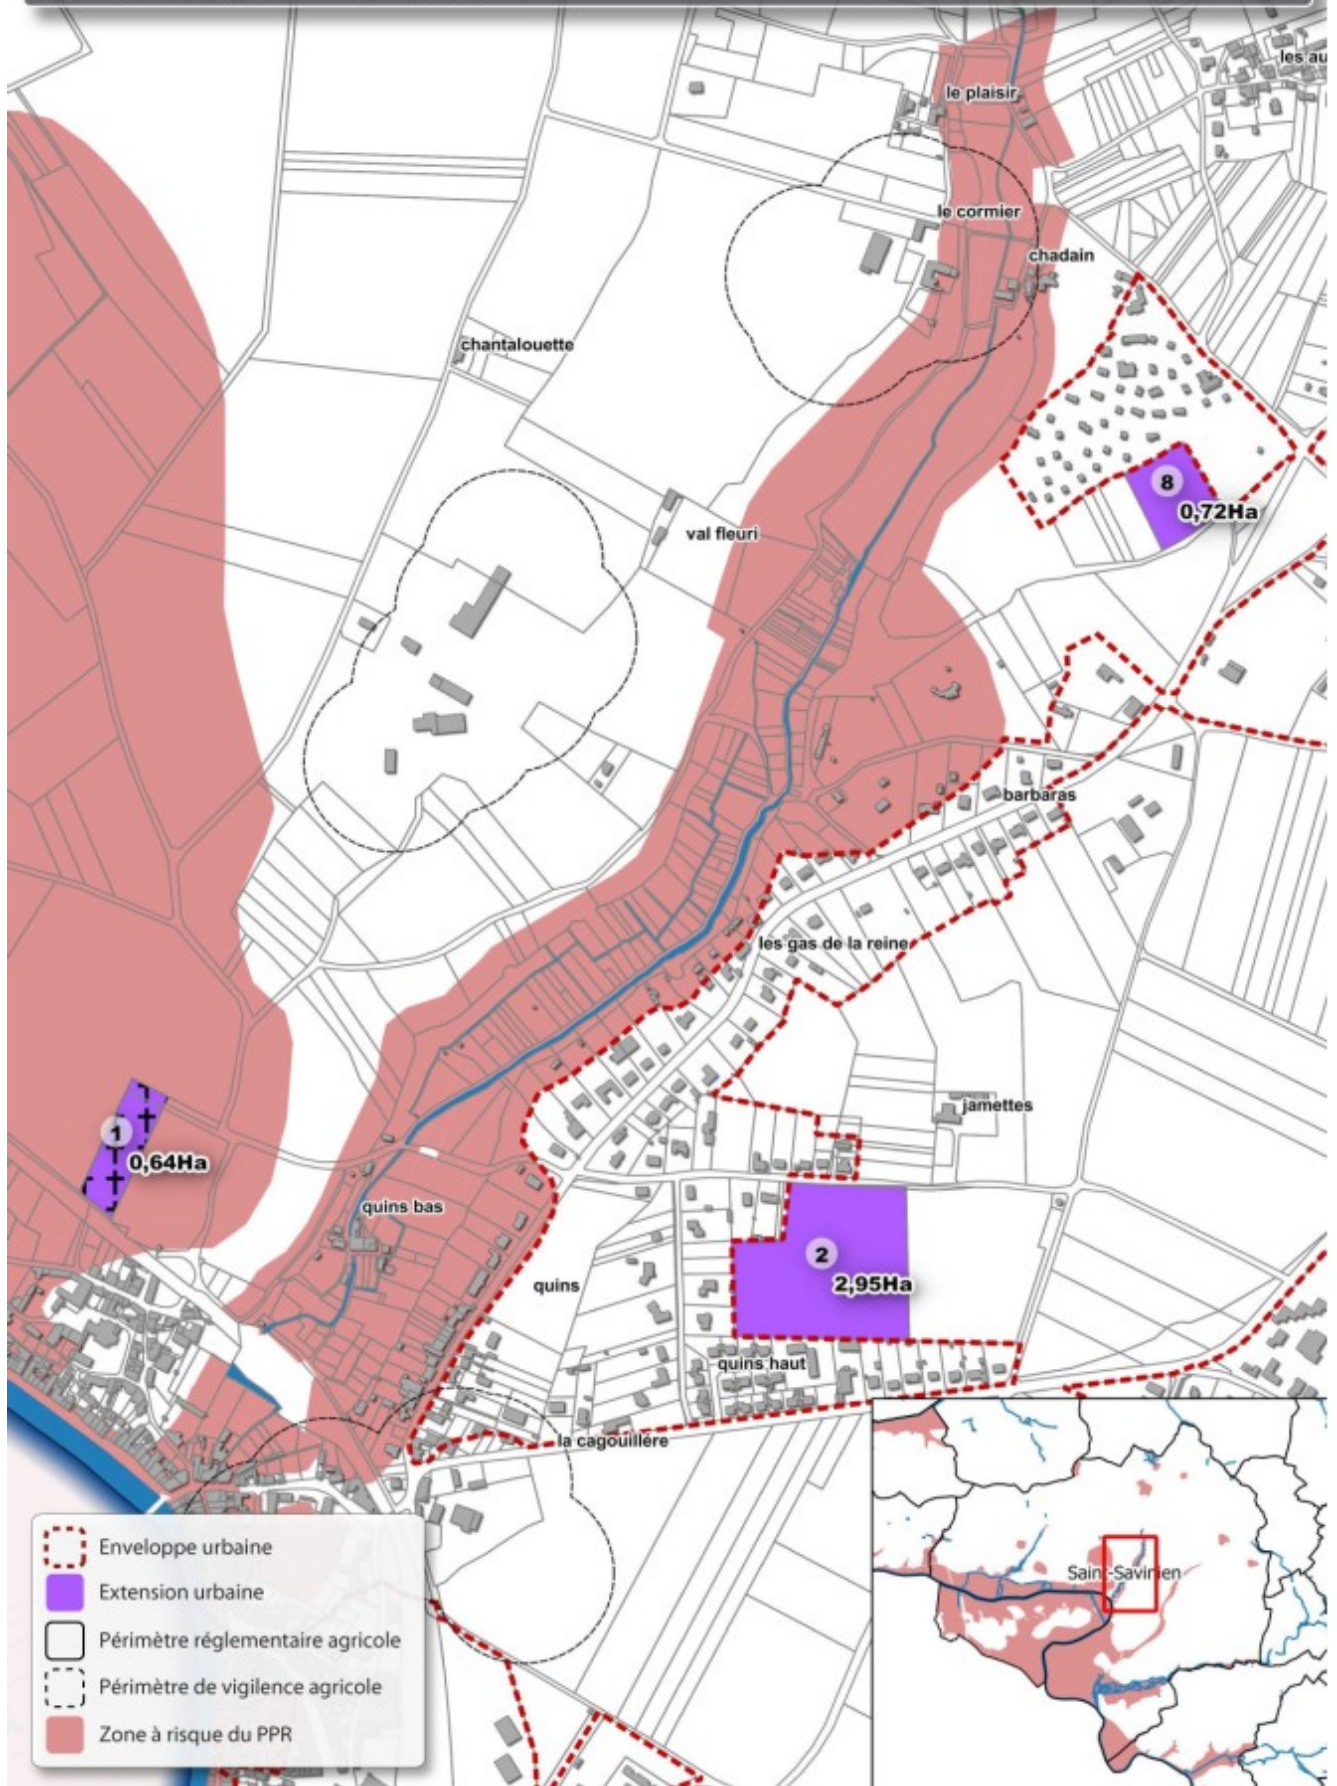 les au
le plaisir
le cormier
chadain
chantalouette
8
0,72Ha
val fleuri
barbaras
les gas de la reine
jamettes
1
0,64Ha
quins bas
2
2,95Ha
quins
quins haut
la cagouillère
Enveloppe urbaine
Extension urbaine
Périmètre réglementaire agricole
Périmètre de vigilence agricole
Zone à risque du PPR
Saint-Savinien